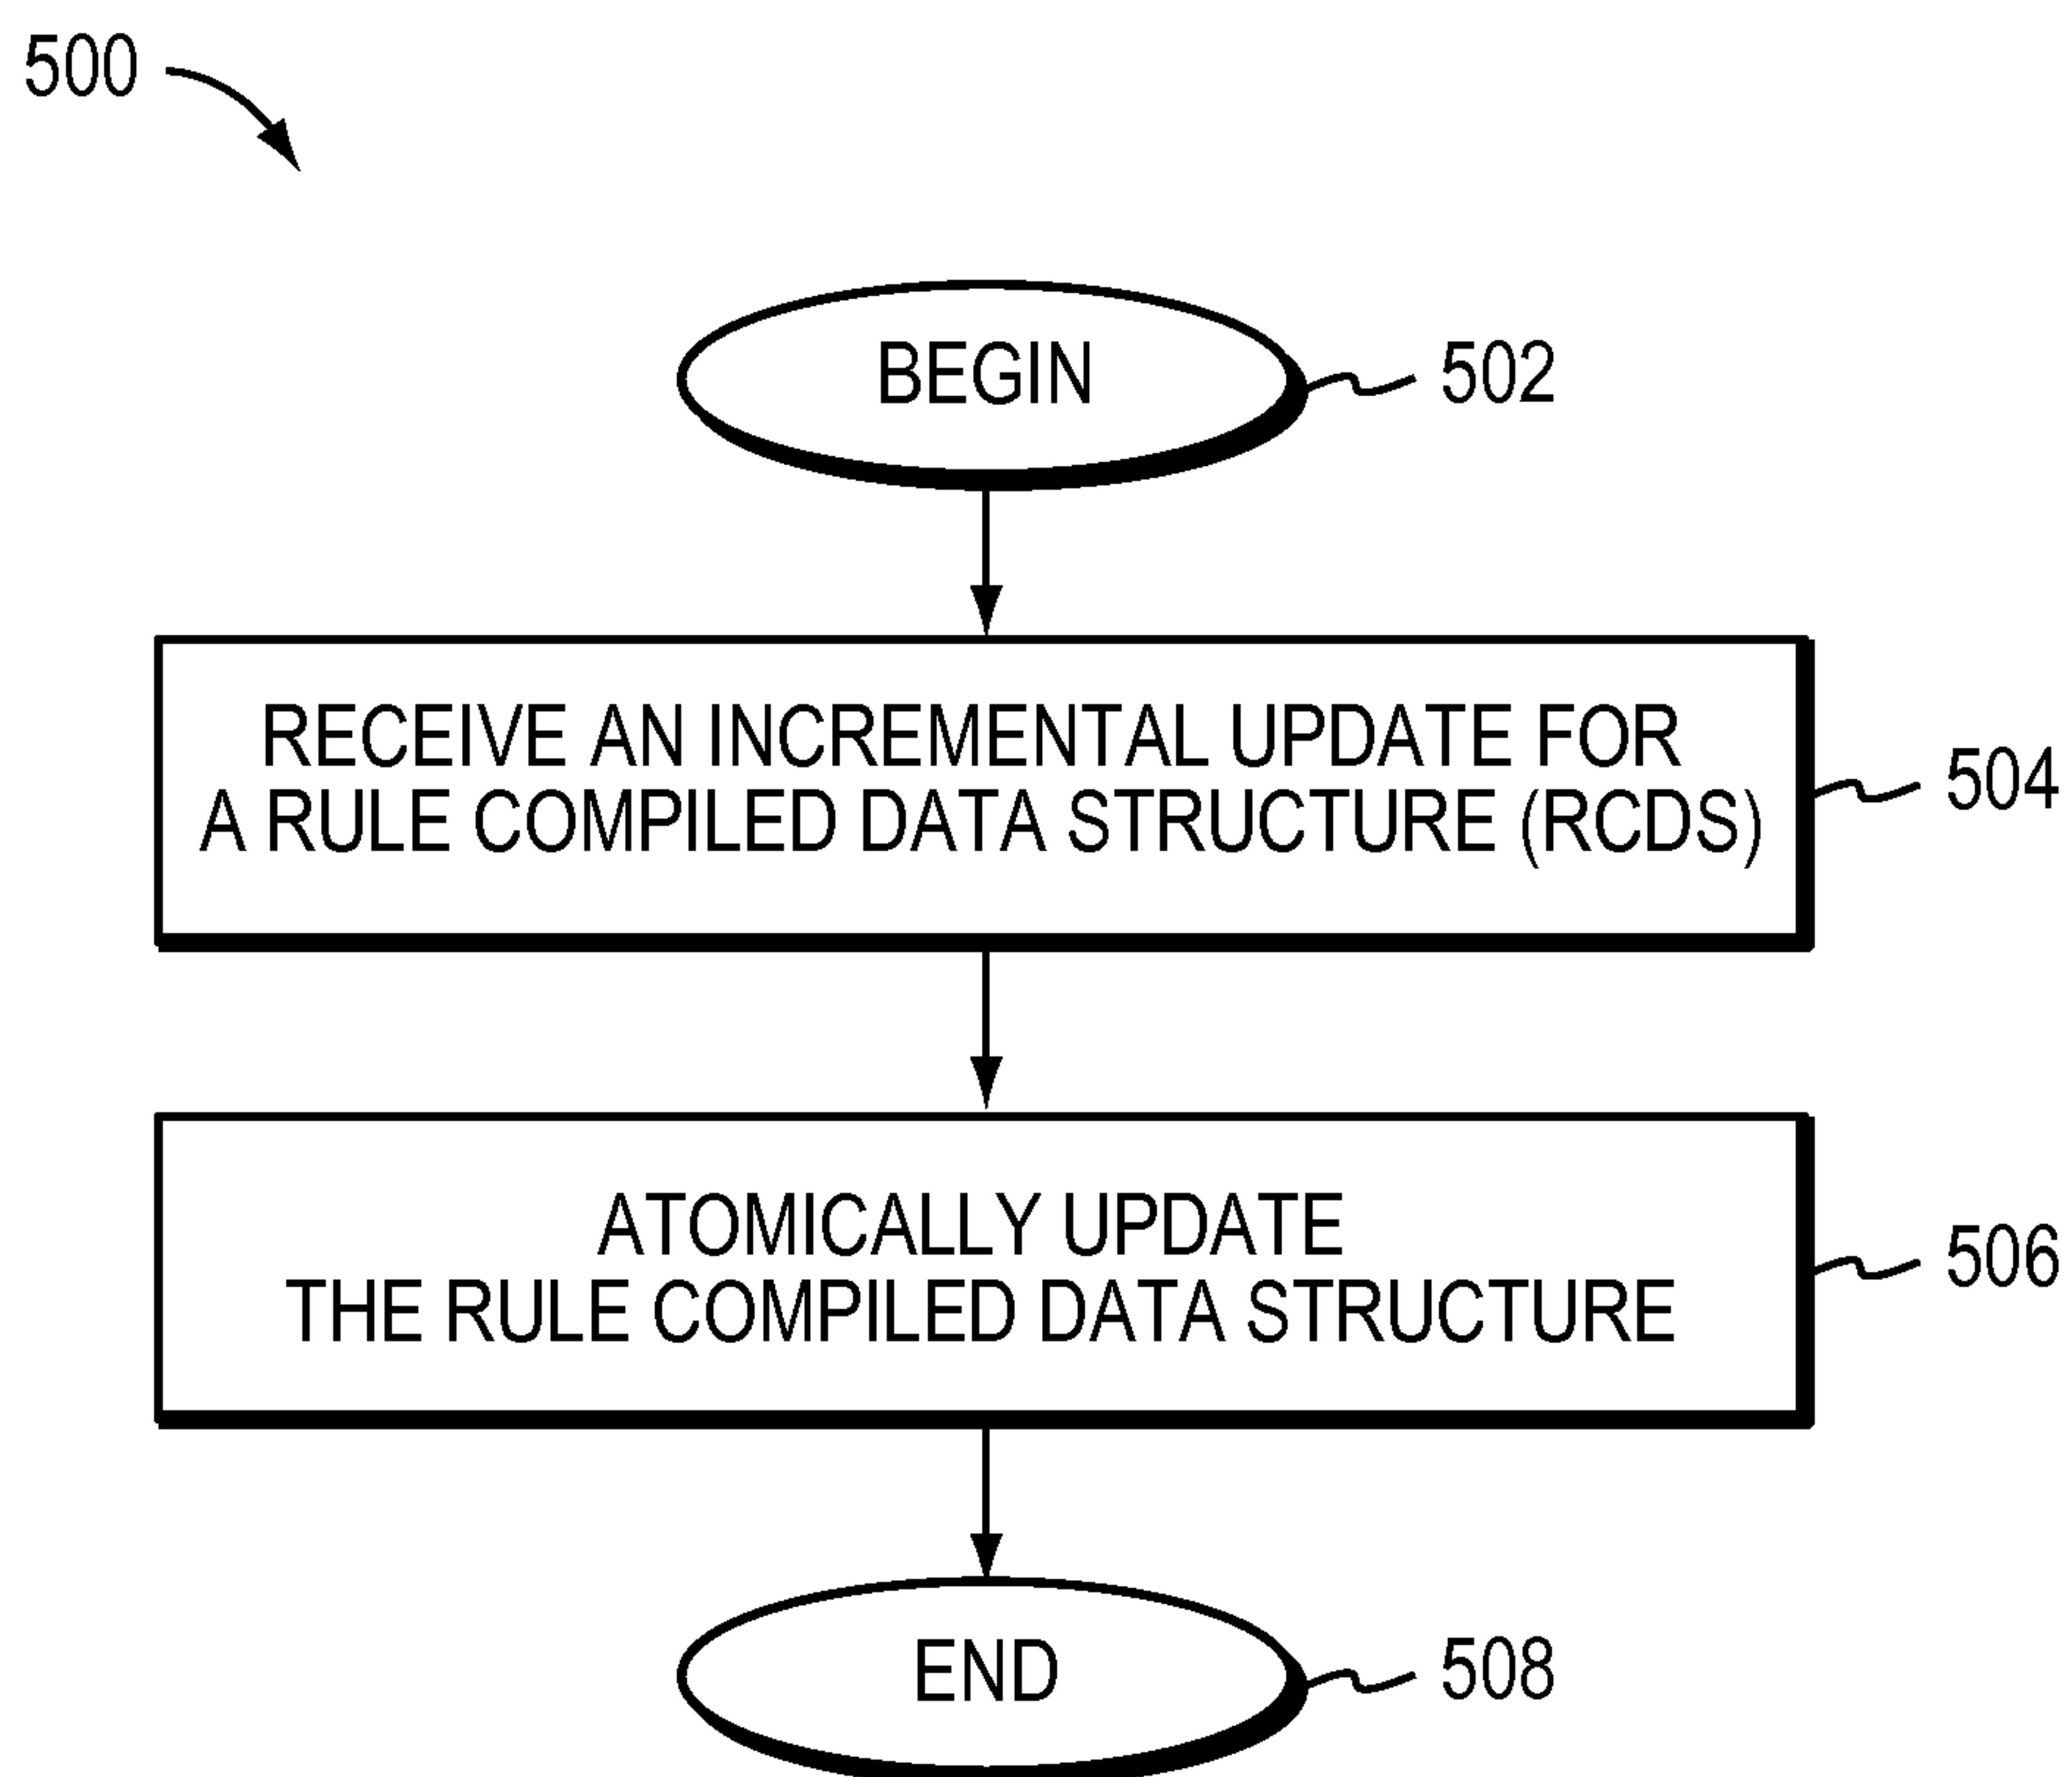 500
BEGIN
502
RECEIVE AN INCREMENTAL UPDATE FOR
A RULE COMPILED DATA STRUCTURE (RCDS)
504
ATOMICALLY UPDATE
THE RULE COMPILED DATA STRUCTURE
506
END
508